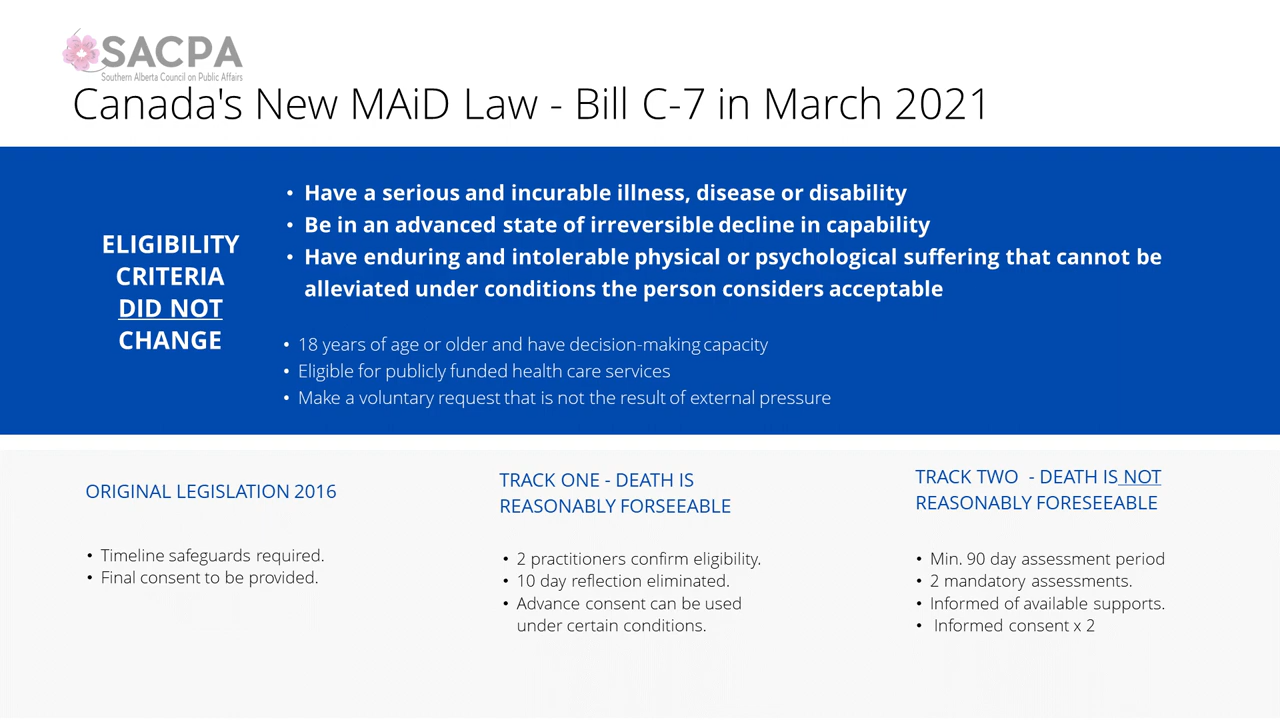 SACPA
Southern Alberta Council on Public Affairs
Canada's New MAiD Law - Bill C-7 in March 2021
ELIGIBILITY
CRITERIA
DID NOT
CHANGE
• Have a serious and incurable illness, disease or disability
• Be in an advanced state of irreversible decline in capability
• Have enduring and intolerable physical or psychological suffering that cannot be
alleviated under conditions the person considers acceptable
• 18 years of age or older and have decision-making capacity
• Eligible for publicly funded health care services
• Make a voluntary request that is not the result of external pressure
ORIGINAL LEGISLATION 2016
• Timeline safeguards required.
• Final consent to be provided.
TRACK ONE - DEATH IS
REASONABLY FORSEEABLE
• 2 practitioners confirm eligibility.
• 10 day reflection eliminated.
• Advance consent can be used
under certain conditions.
TRACK TWO - DEATH IS NOT
REASONABLY FORESEEABLE
• Min. 90 day assessment period
• 2 mandatory assessments.
• Informed of available supports.
• Informed consent x 2